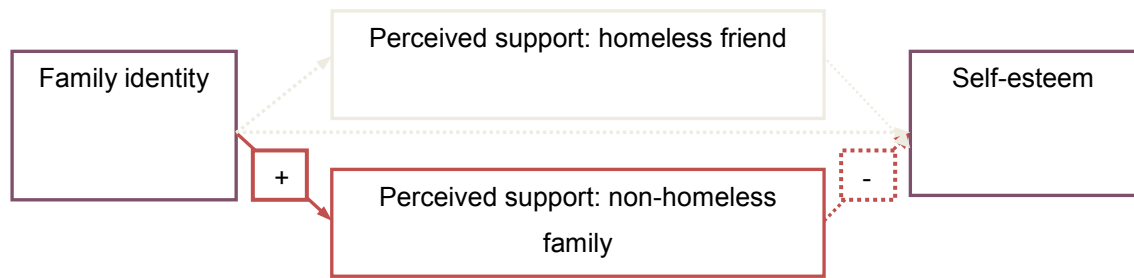 Perceived support: homeless friend
Family identity
Self-esteem
+
-
Perceived support: non-homeless
family